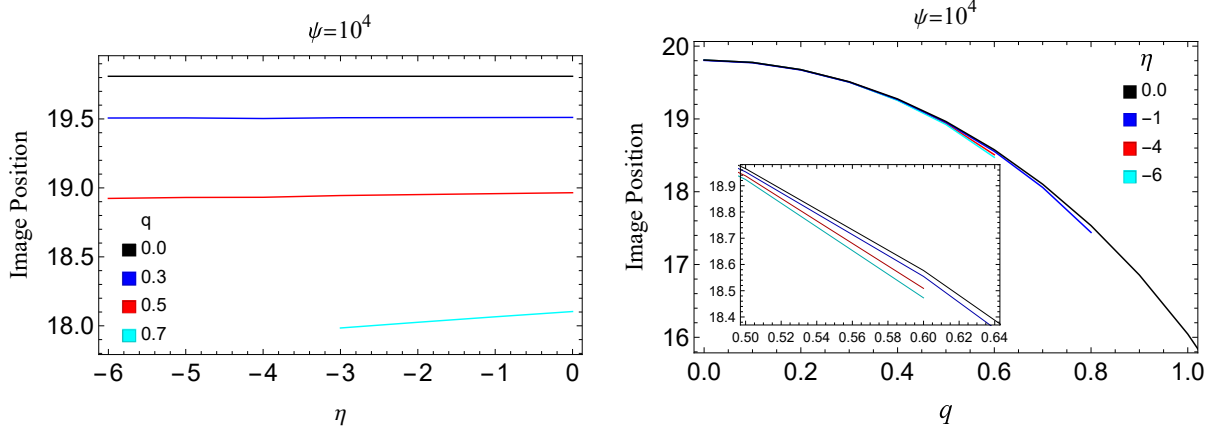 ψ=10⁴
Image Position
19.5
19.0
18.5
18.0
q
0.0
0.3
0.5
0.7
−6 −5 −4 −3 −2 −1 0
η
ψ=10⁴
Image Position
20
19
18
17
16
η
0.0
−1
−4
−6
18.9
18.8
18.7
18.6
18.5
18.4
0.50 0.52 0.54 0.56 0.58 0.60 0.62 0.64
0.0 0.2 0.4 0.6 0.8 1.0
q